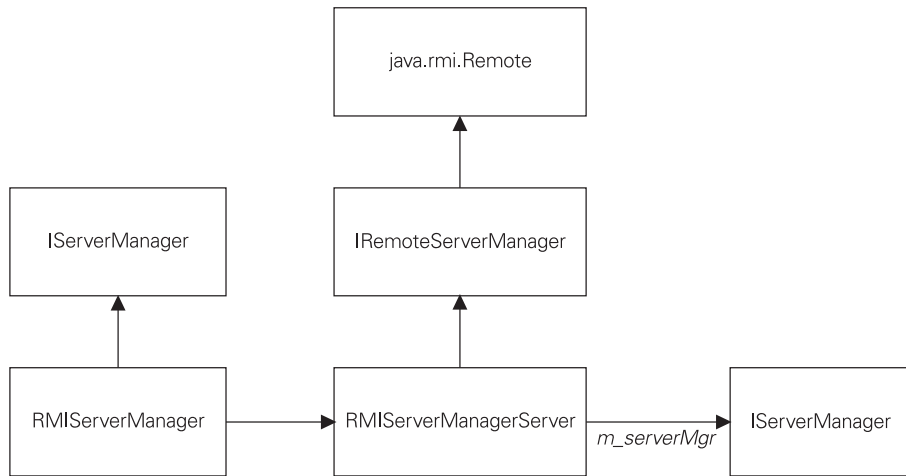 java.rmi.Remote
IServerManager
IRemoteServerManager
RMIServerManager
RMIServerManagerServer
m_serverMgr
IServerManager